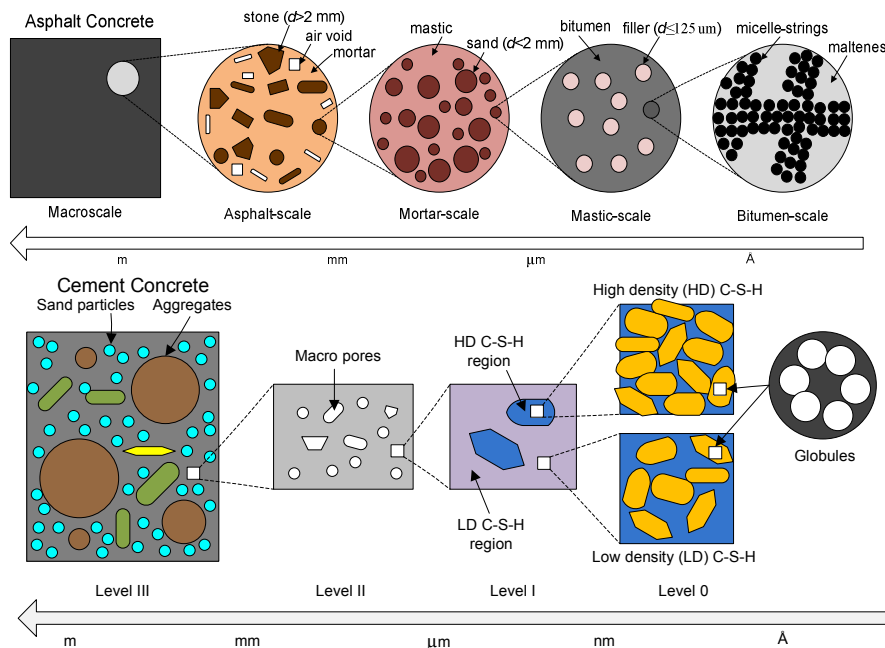 Asphalt Concrete
stone (d>2 mm)
air void
mortar
mastic
sand (d<2 mm)
bitumen
filler (d≤125 um)
micelle-strings
maltenes
Macroscale
Asphalt-scale
Mortar-scale
Mastic-scale
Bitumen-scale
m
mm
μm
Å
Cement Concrete
Sand particles
Aggregates
Macro pores
HD C-S-H
region
LD C-S-H
region
High density (HD) C-S-H
Low density (LD) C-S-H
Globules
Level III
Level II
Level I
Level 0
m
mm
μm
nm
Å